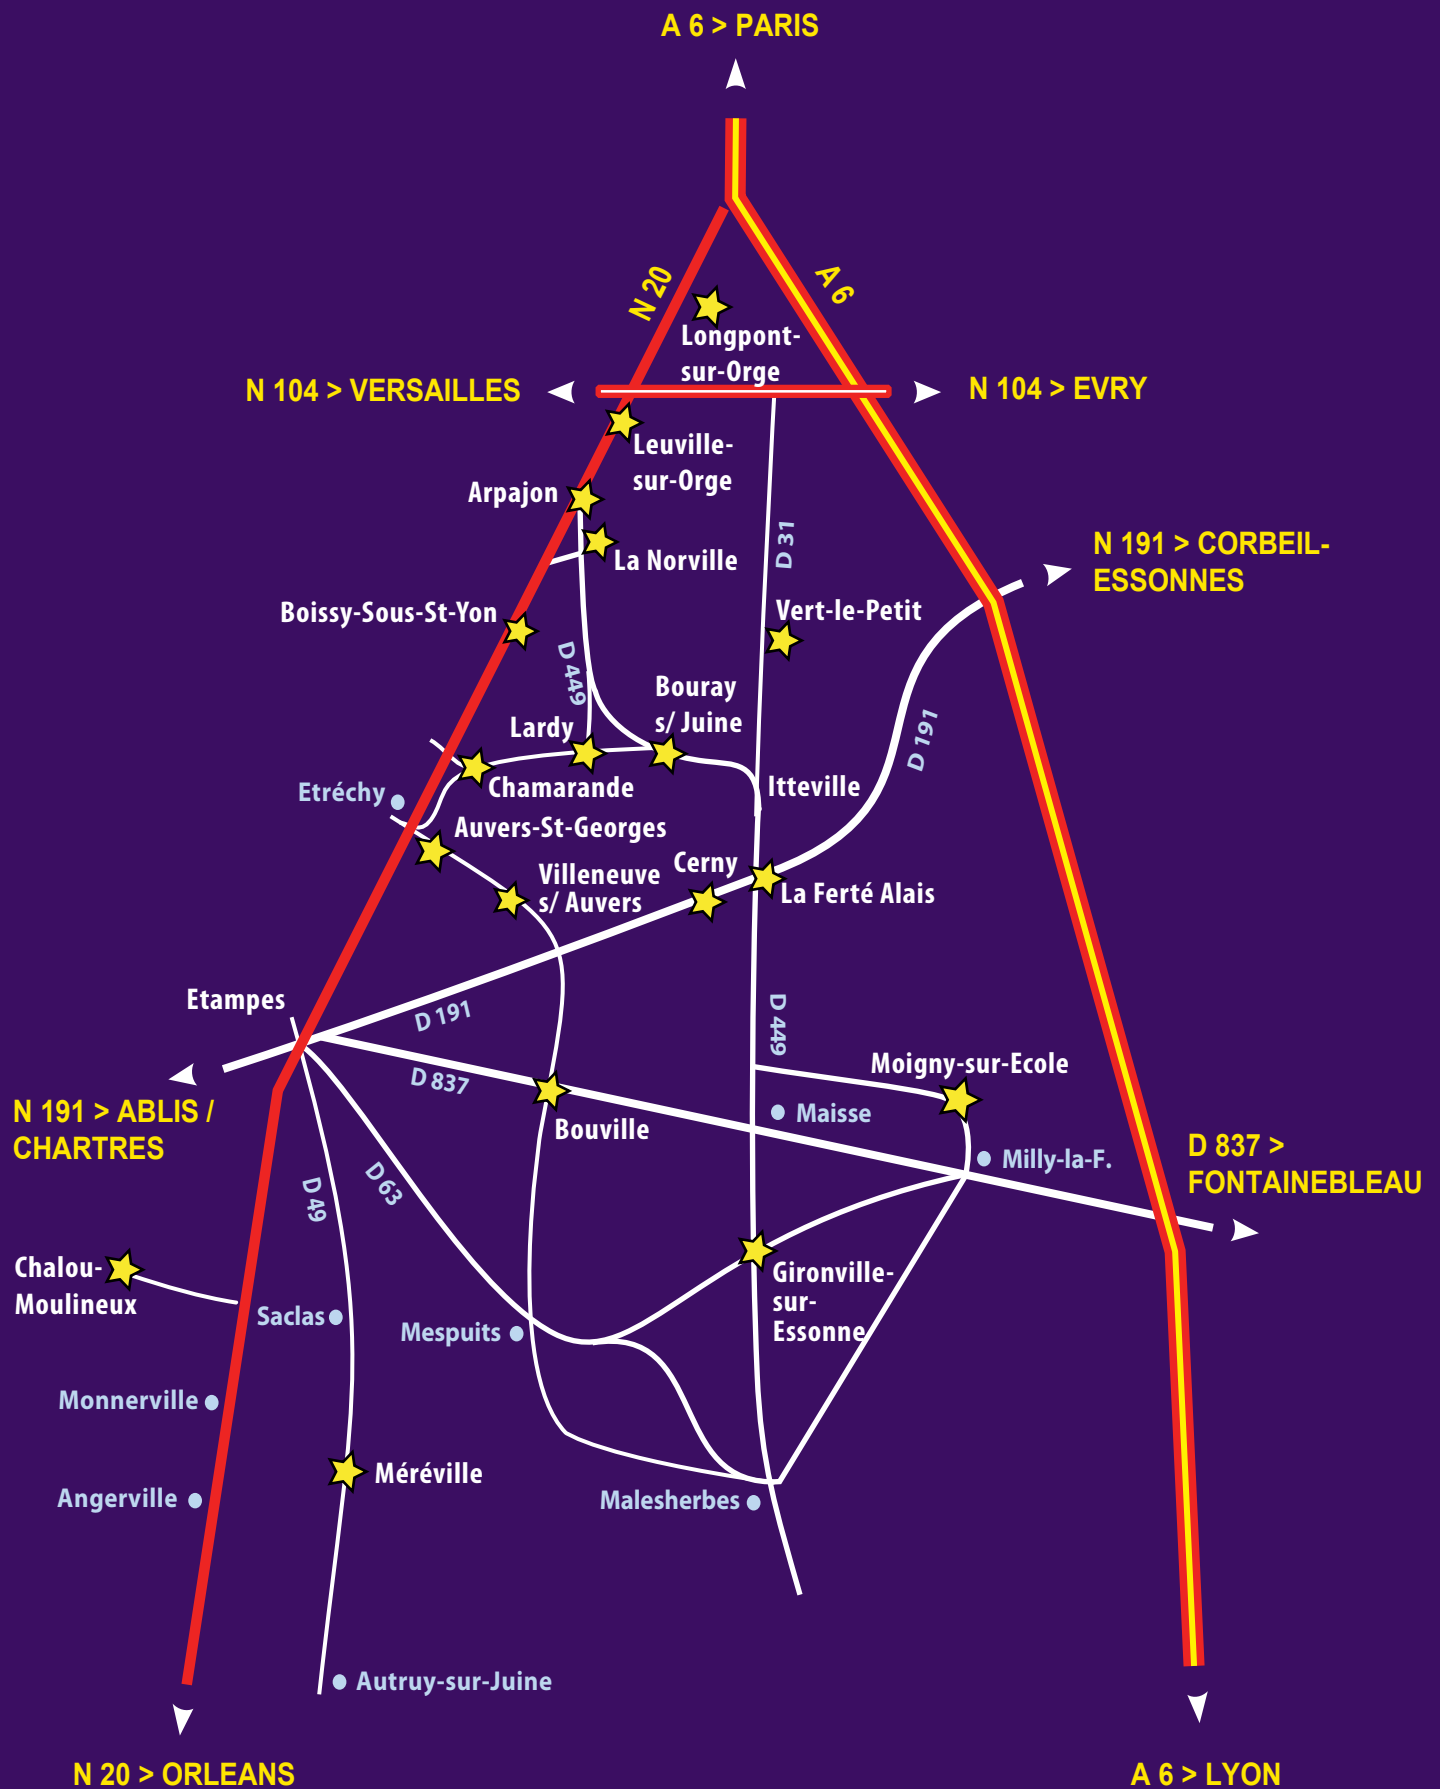 A 6 > PARIS
N 20
A 6
Longpont-
sur-Orge
N 104 > VERSAILLES
N 104 > EVRY
Leuville-
sur-Orge
Arpajon
D 31
N 191 > CORBEIL-
ESSONNES
La Norville
Boissy-Sous-St-Yon
Vert-le-Petit
D 449
Bouray
s/ Juine
Lardy
D 191
Chamarande
Itteville
Etréchy
Auvers-St-Georges
Villeneuve
s/ Auvers
Cerny
La Ferté Alais
Etampes
D 191
D 449
D 837
Moigny-sur-Ecole
N 191 > ABLIS /
CHARTRES
Maisse
Bouville
Milly-la-F.
D 837 >
FONTAINEBLEAU
D 63
D 49
Chalou-
Moulineux
Gironville-
sur-
Essonne
Saclas
Mespuits
Monnerville
Méréville
Angerville
Malesherbes
Autruy-sur-Juine
N 20 > ORLEANS
A 6 > LYON